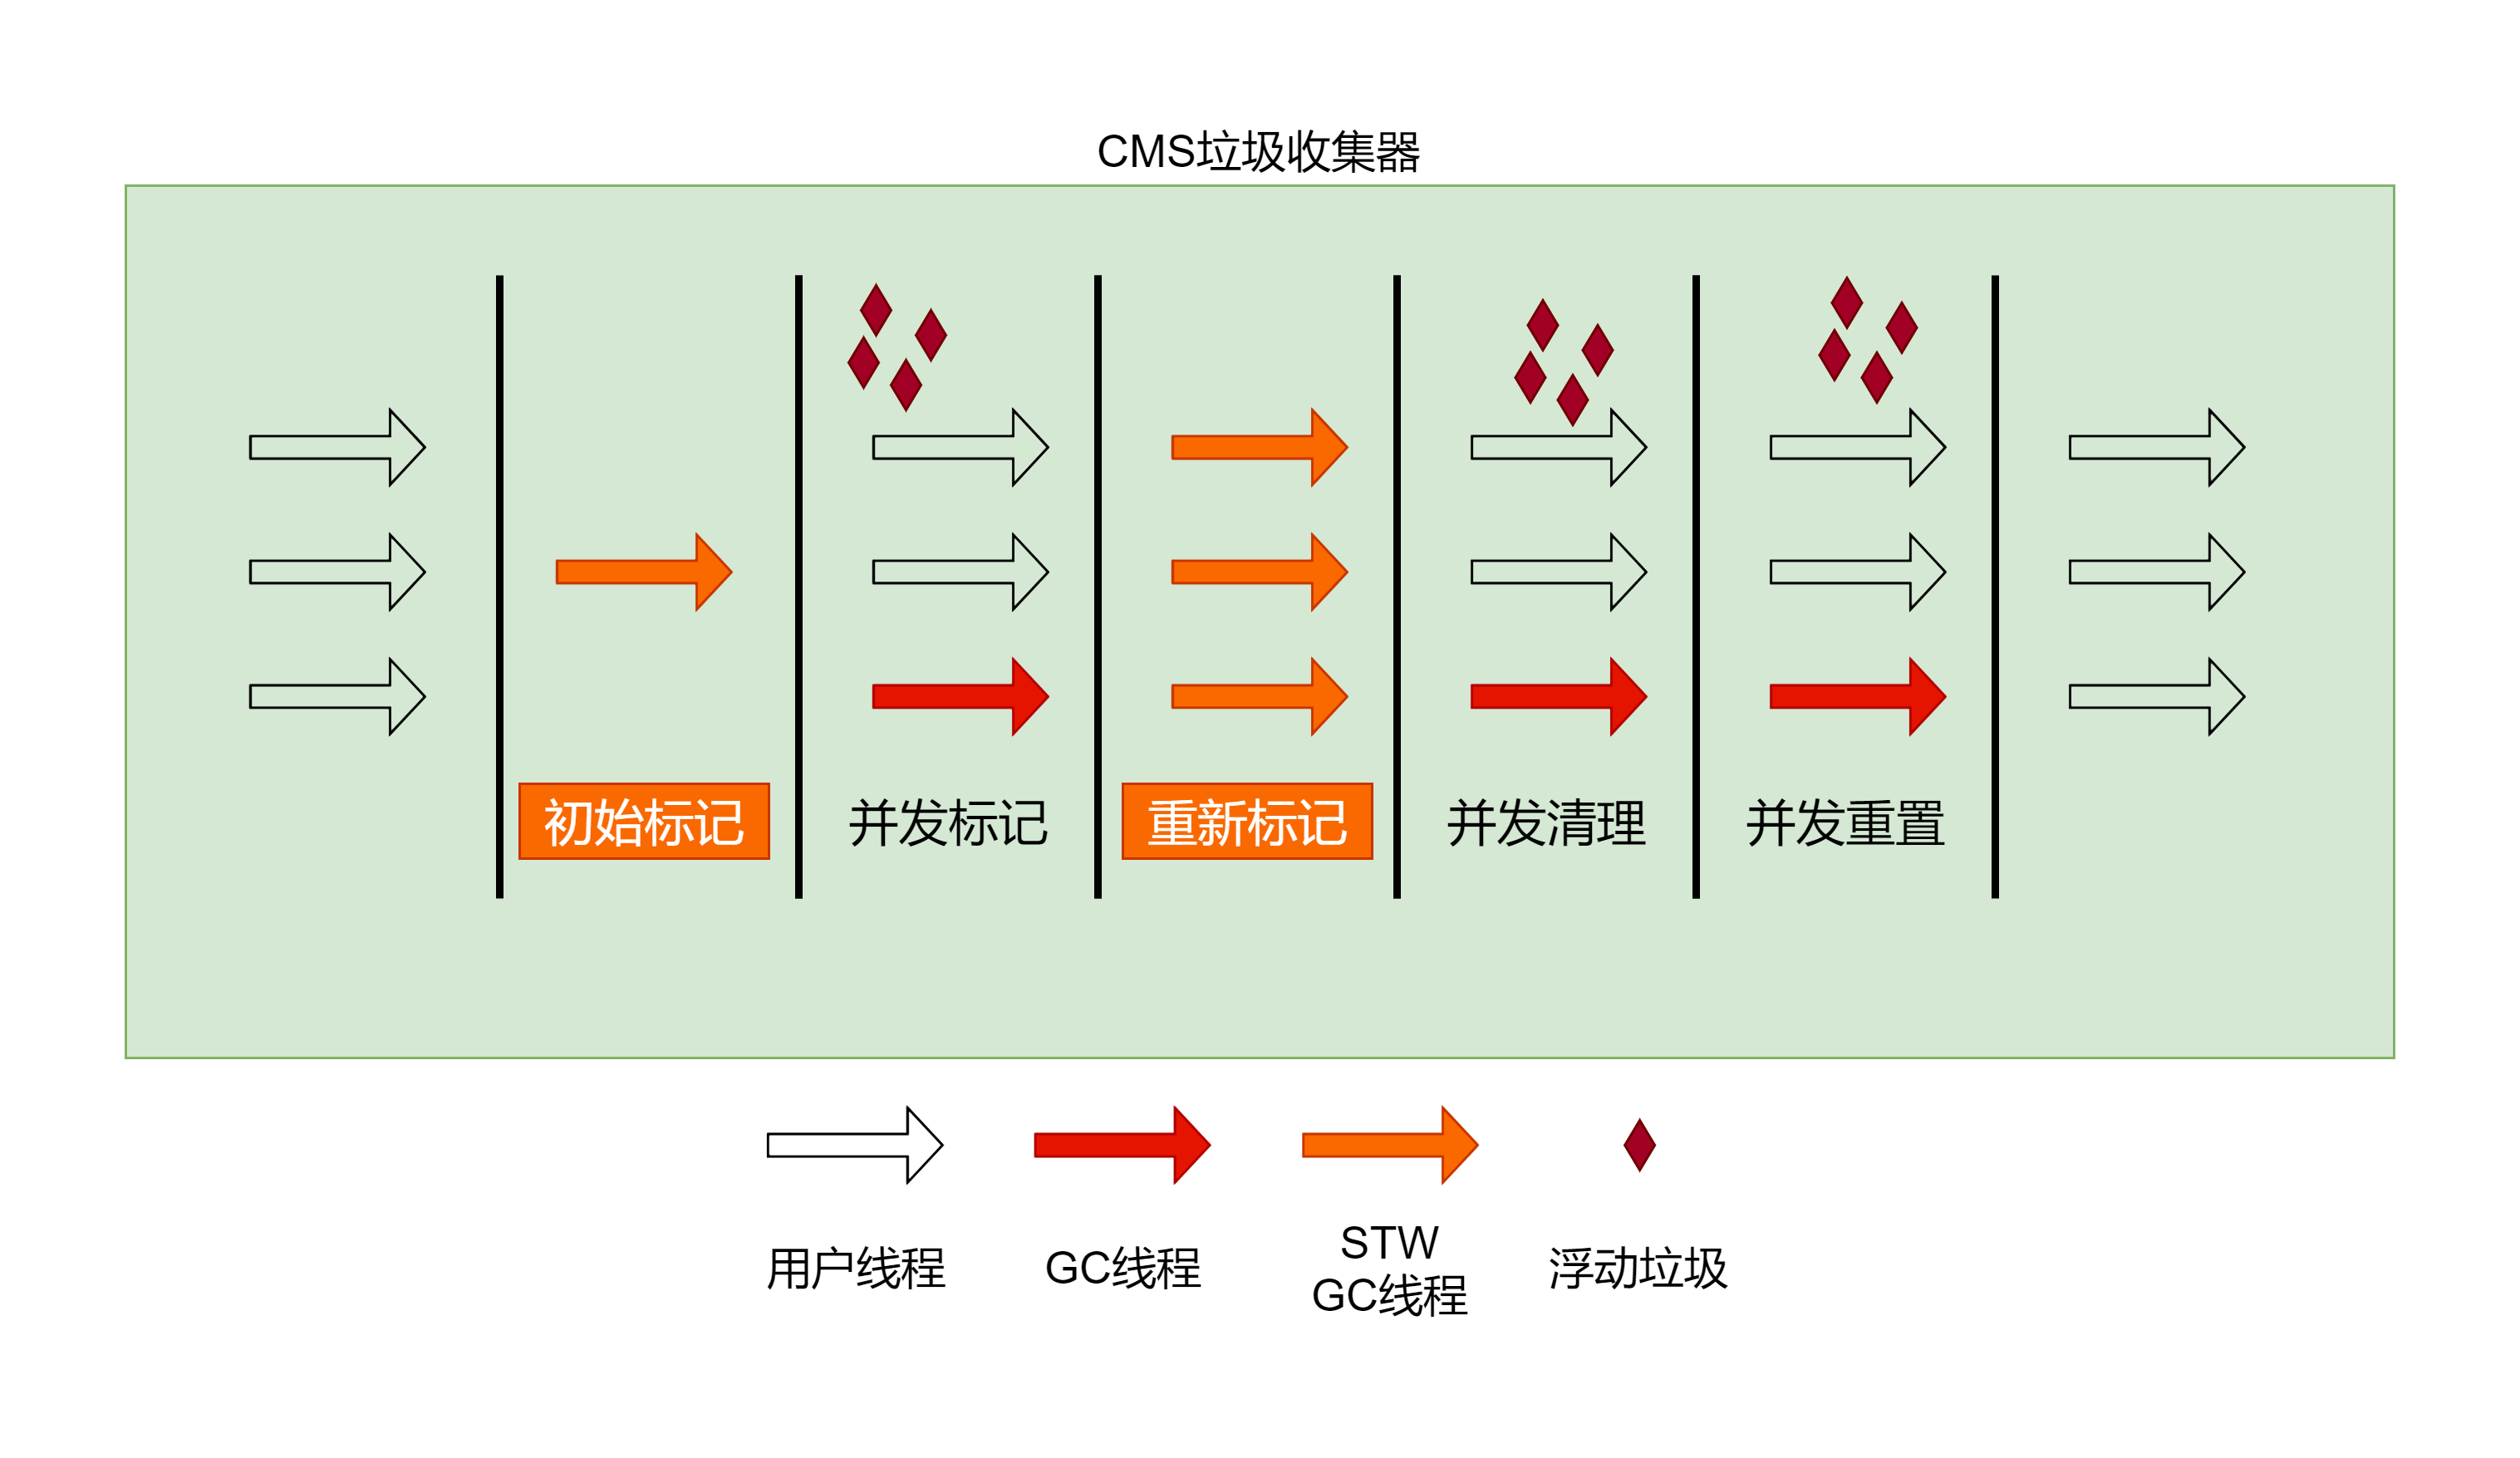 CMS垃圾收集器
初始标记
并发标记
重新标记
并发清理
并发重置
用户线程
GC线程
STW
GC线程
浮动垃圾